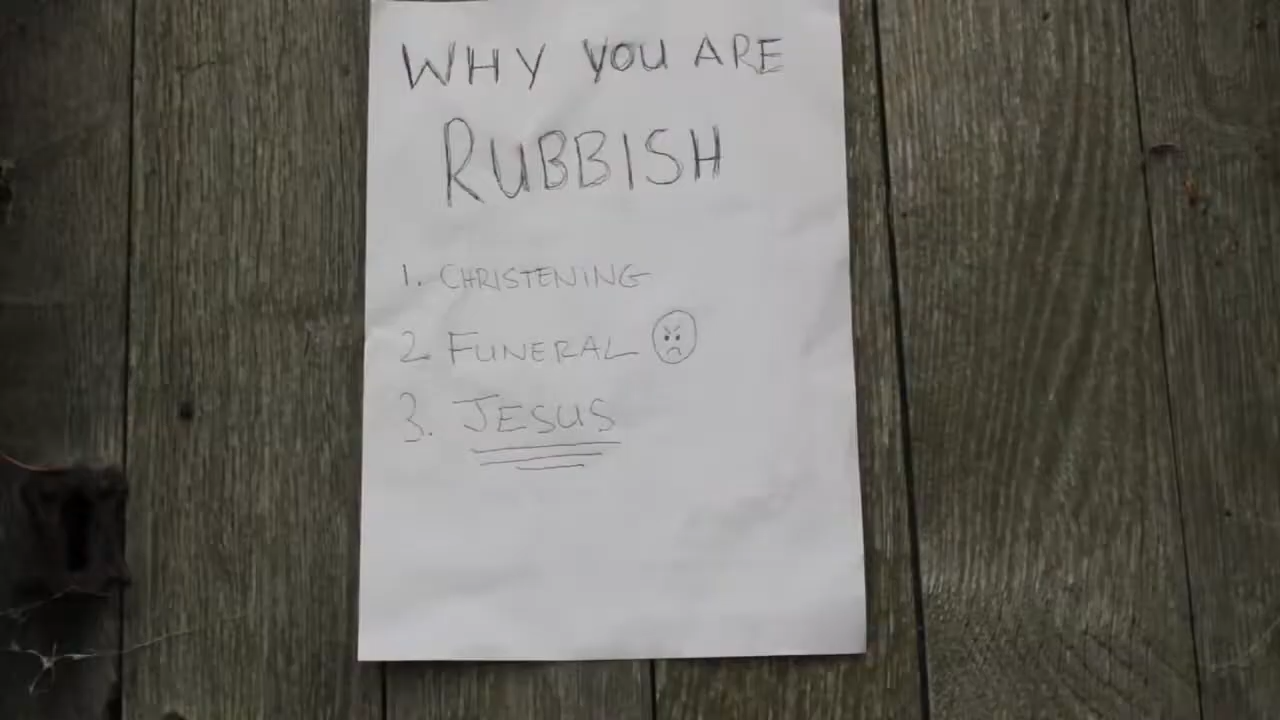 WHY YOU ARE
RUBBISH
1. CHRISTENING
2 FUNERAL
3. JESUS